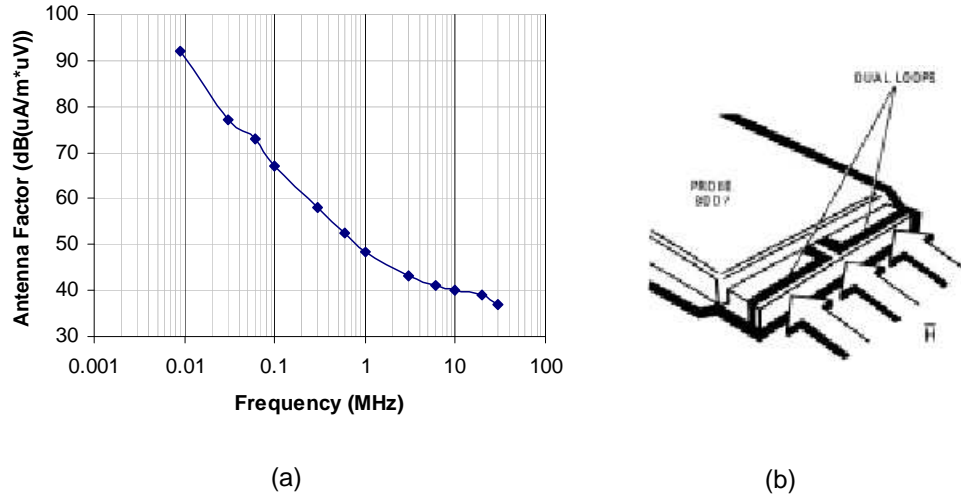 100
90
80
70
60
50
40
30
Antenna Factor (dB(uA/m*uV))
0.001 0.01 0.1 1 10 100
Frequency (MHz)
(a)
DUAL LOOPS
PROBE
BODY
H
(b)